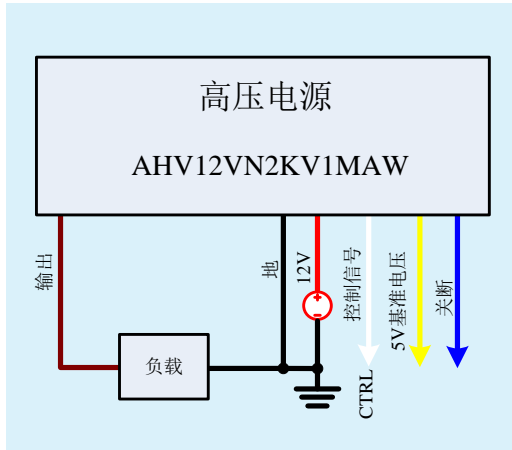 高压电源
AHV12VN2KV1MAW
输出
地
12V
控制信号
5V基准电压
关断
负载
CTRL